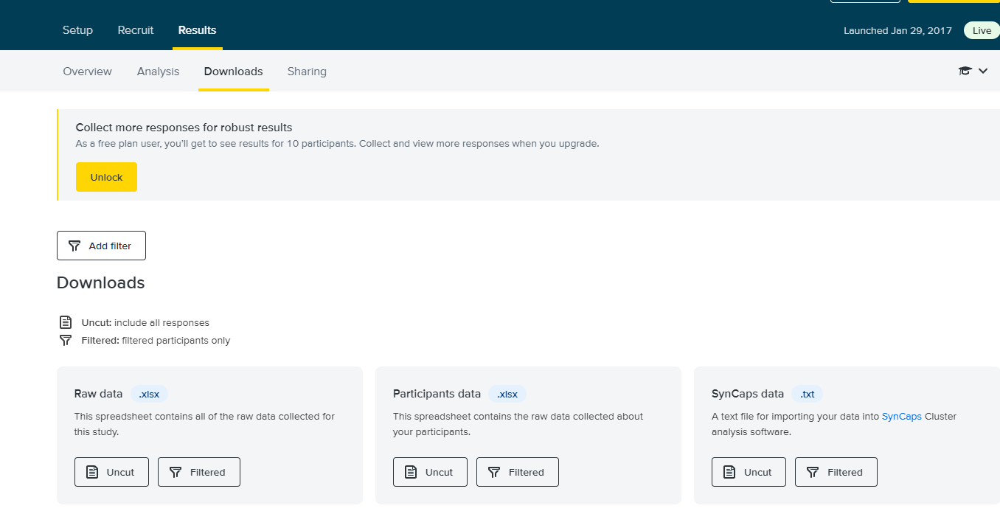 Setup Recruit Results Launched Jan 29, 2017 Live
Overview Analysis Downloads Sharing
Collect more responses for robust results
As a free plan user, you'll get to see results for 10 participants. Collect and view more responses when you upgrade.
Unlock
Add filter
Downloads
Uncut: include all responses
Filtered: filtered participants only
Raw data .xlsx
This spreadsheet contains all of the raw data collected for
this study.
Uncut Filtered
Participants data .xlsx
This spreadsheet contains the raw data collected about
your participants.
Uncut Filtered
SynCaps data .txt
A text file for importing your data into SynCaps Cluster
analysis software.
Uncut Filtered